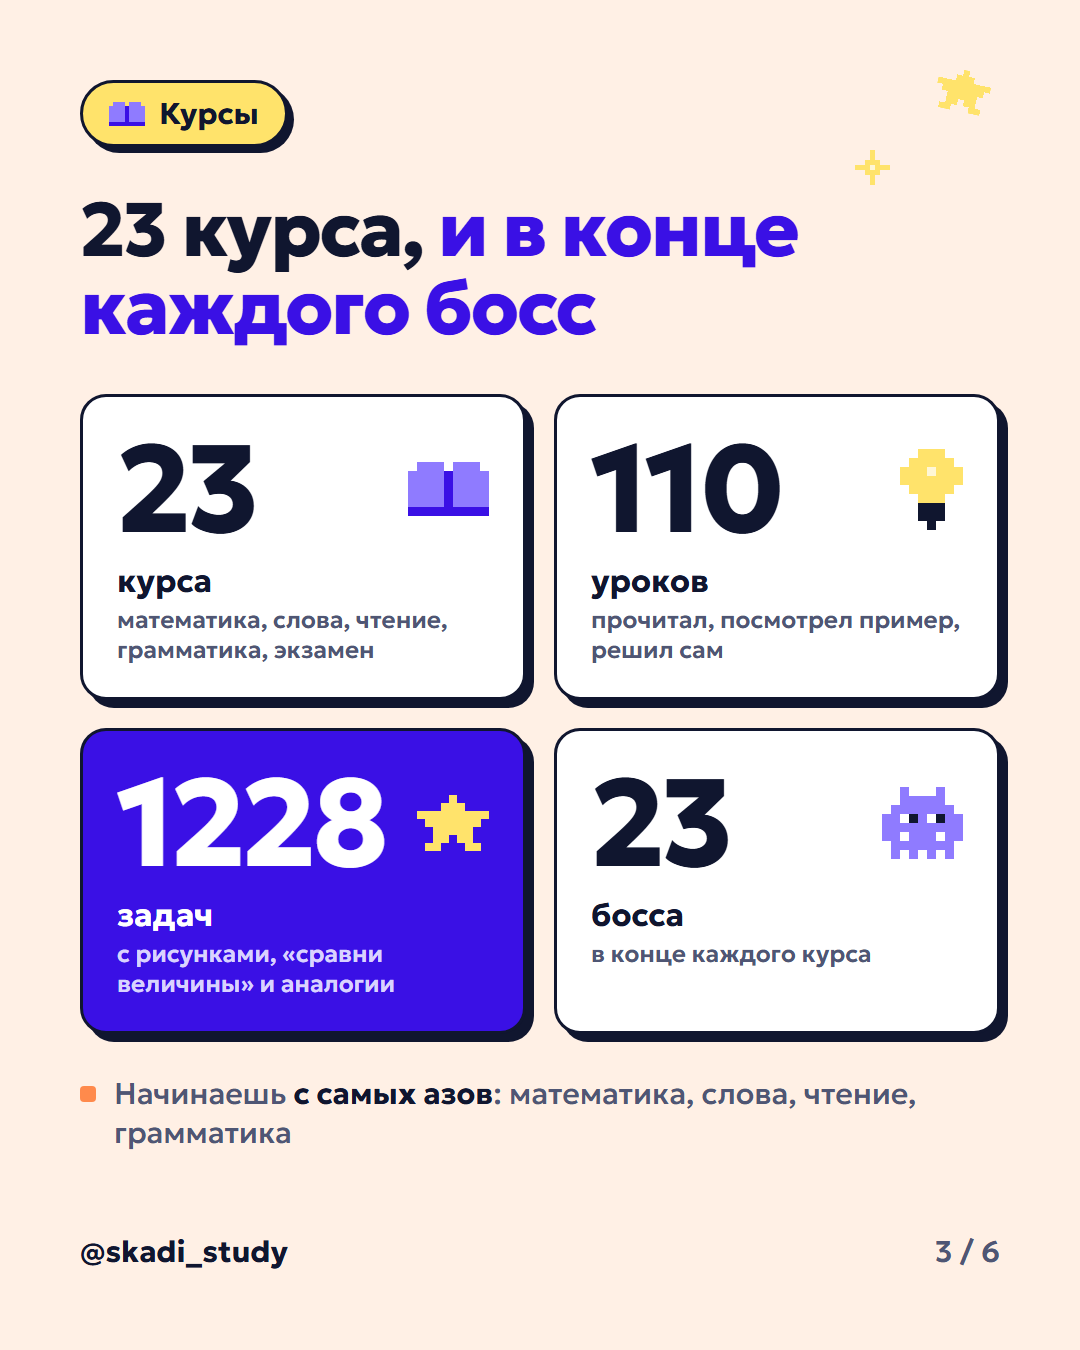 Курсы
23 курса, и в конце
каждого босс
23
курса
математика, слова, чтение,
грамматика, экзамен
110
уроков
прочитал, посмотрел пример,
решил сам
1228
задач
с рисунками, «сравни
величины» и аналогии
23
босса
в конце каждого курса
Начинаешь с самых азов: математика, слова, чтение,
грамматика
@skadi_study
3 / 6